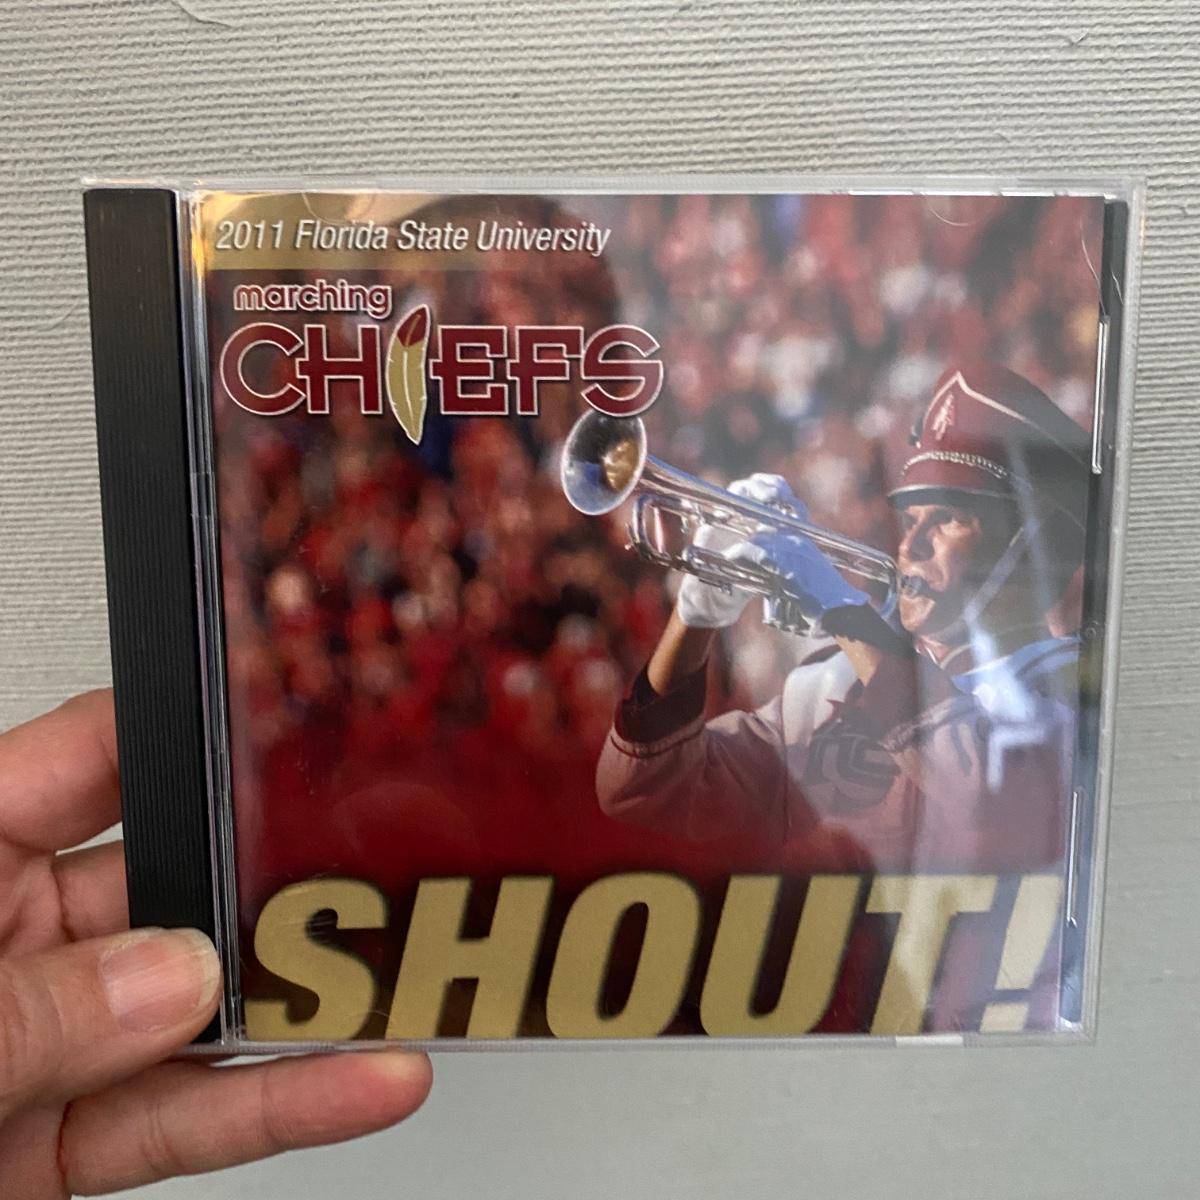 2011 Florida State University
marching
CHIEFS
SHOUT!